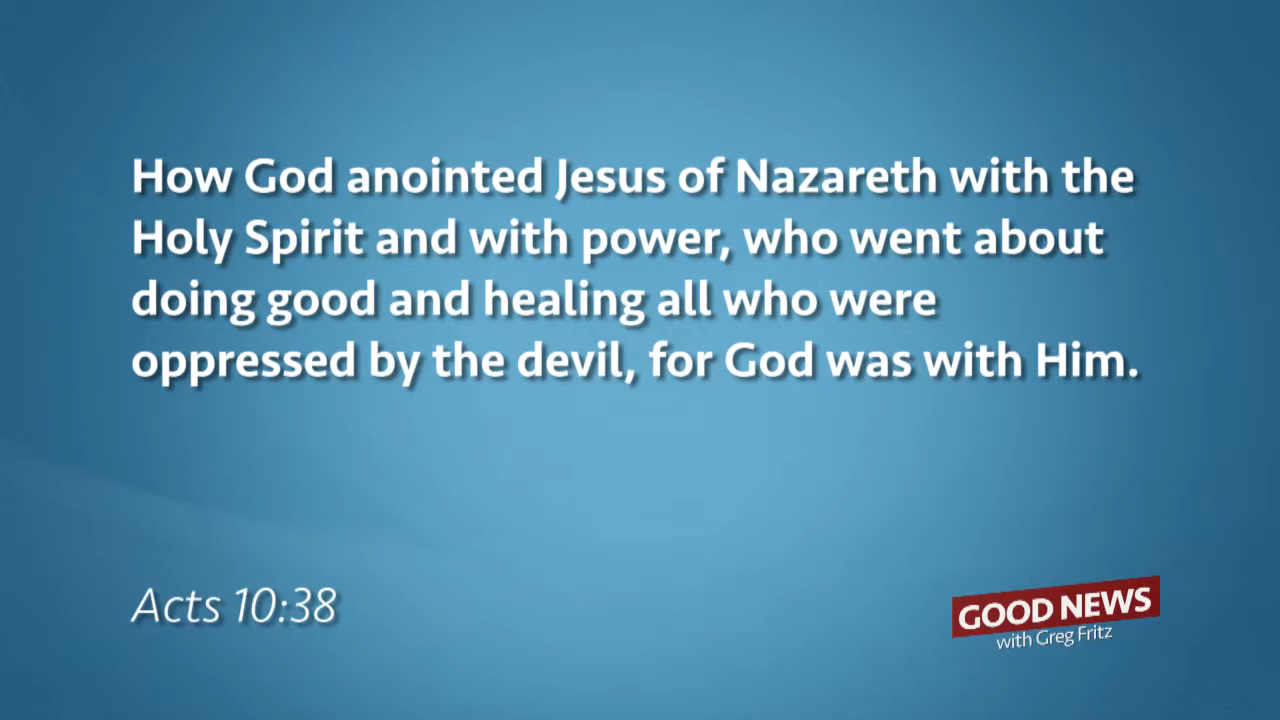 How God anointed Jesus of Nazareth with the
Holy Spirit and with power, who went about
doing good and healing all who were
oppressed by the devil, for God was with Him.
Acts 10:38
GOOD NEWS
with Greg Fritz